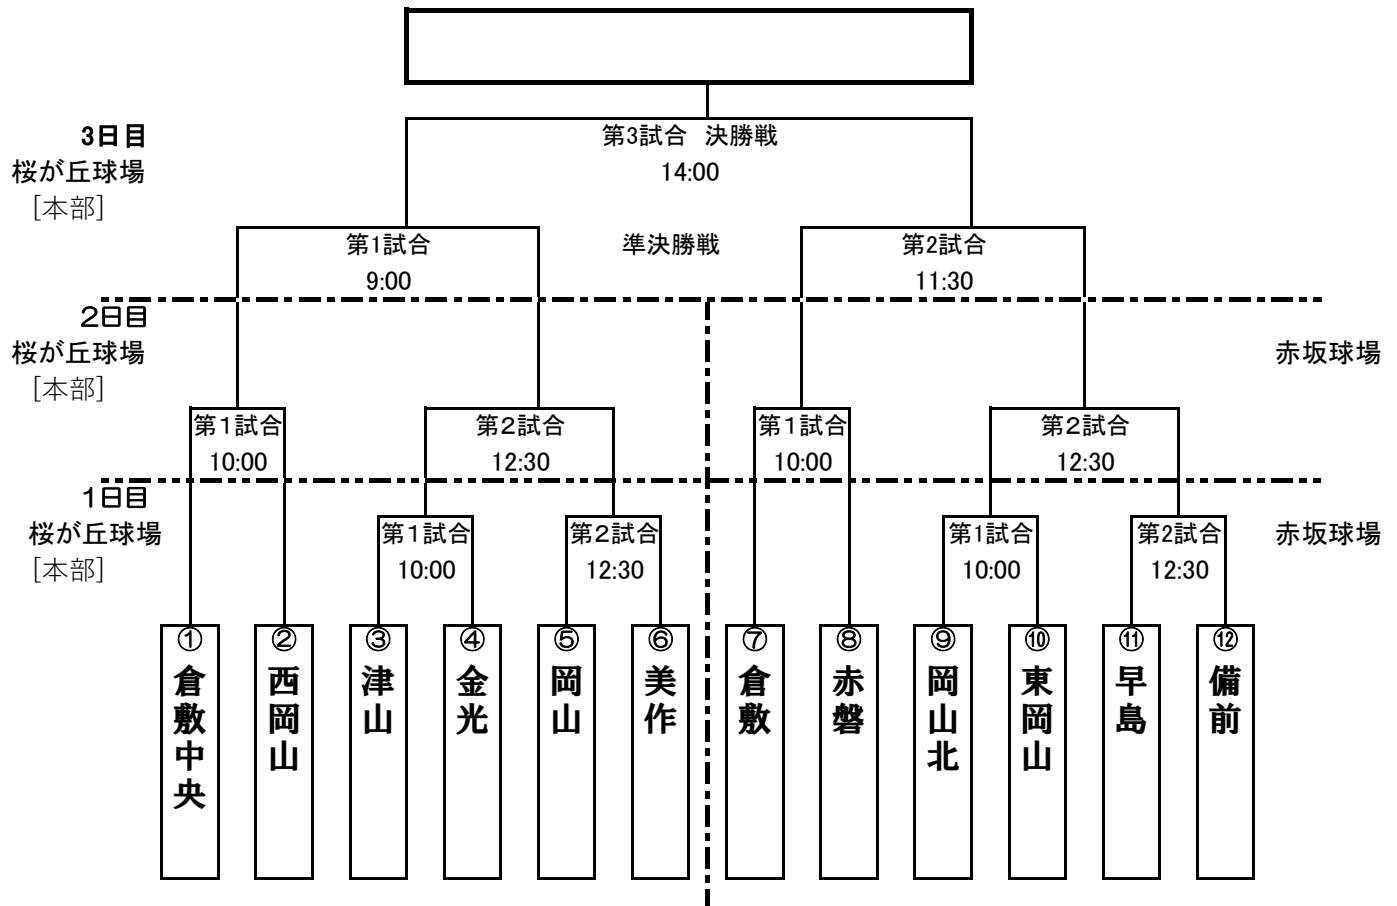 3日目
第3試合 決勝戦
桜が丘球場
14:00
[本部]
第1試合
準決勝戦
第2試合
9:00
11:30
2日目
桜が丘球場
赤坂球場
[本部]
第1試合
第2試合
第1試合
第2試合
10:00
12:30
10:00
12:30
1日目
桜が丘球場
第1試合
第2試合
第1試合
第2試合
赤坂球場
[本部]
10:00
12:30
10:00
12:30
①倉敷中央
②西岡山
③津山
④金光
⑤岡山
⑥美作
⑦倉敷
⑧赤磐
⑨岡山北
⑩東岡山
⑪早島
⑫備前